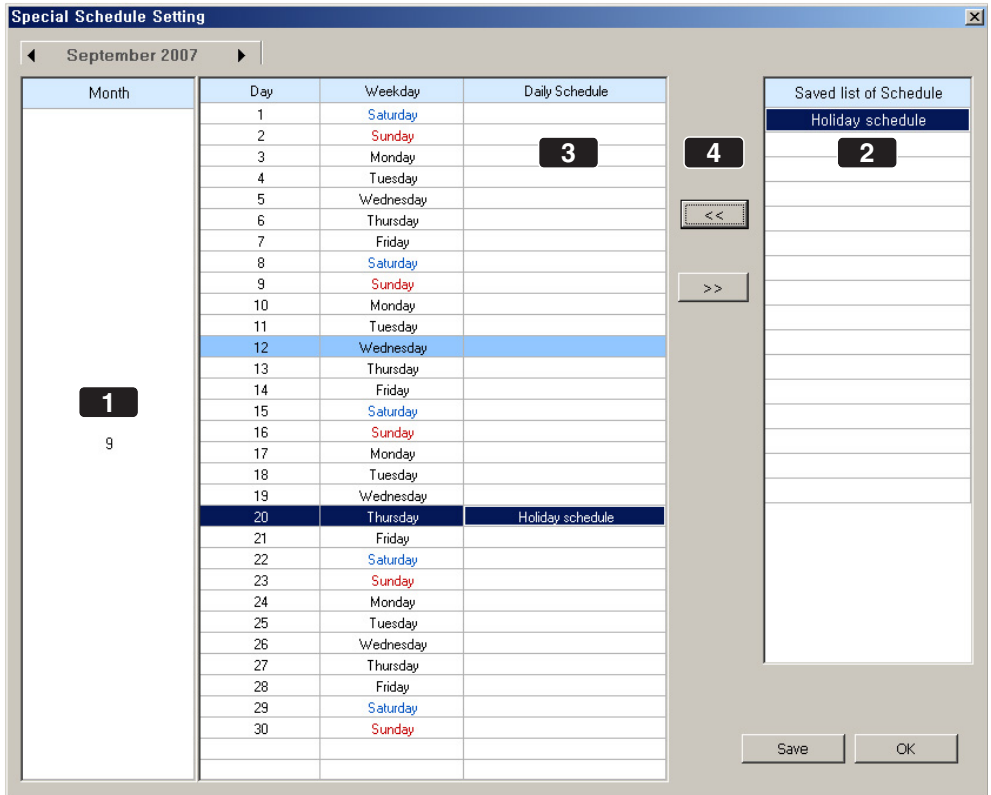 Special Schedule Setting
September 2007
Month Day Weekday Daily Schedule Saved list of Schedule
1 Saturday Holiday schedule
2 Sunday
3 Monday 3 4 2
4 Tuesday
5 Wednesday
6 Thursday <<
7 Friday
8 Saturday
9 Sunday >>
10 Monday
11 Tuesday
12 Wednesday
13 Thursday
14 Friday
1
15 Saturday
16 Sunday
9
17 Monday
18 Tuesday
19 Wednesday
20 Thursday Holiday schedule
21 Friday
22 Saturday
23 Sunday
24 Monday
25 Tuesday
26 Wednesday
27 Thursday
28 Friday
29 Saturday
30 Sunday
Save OK